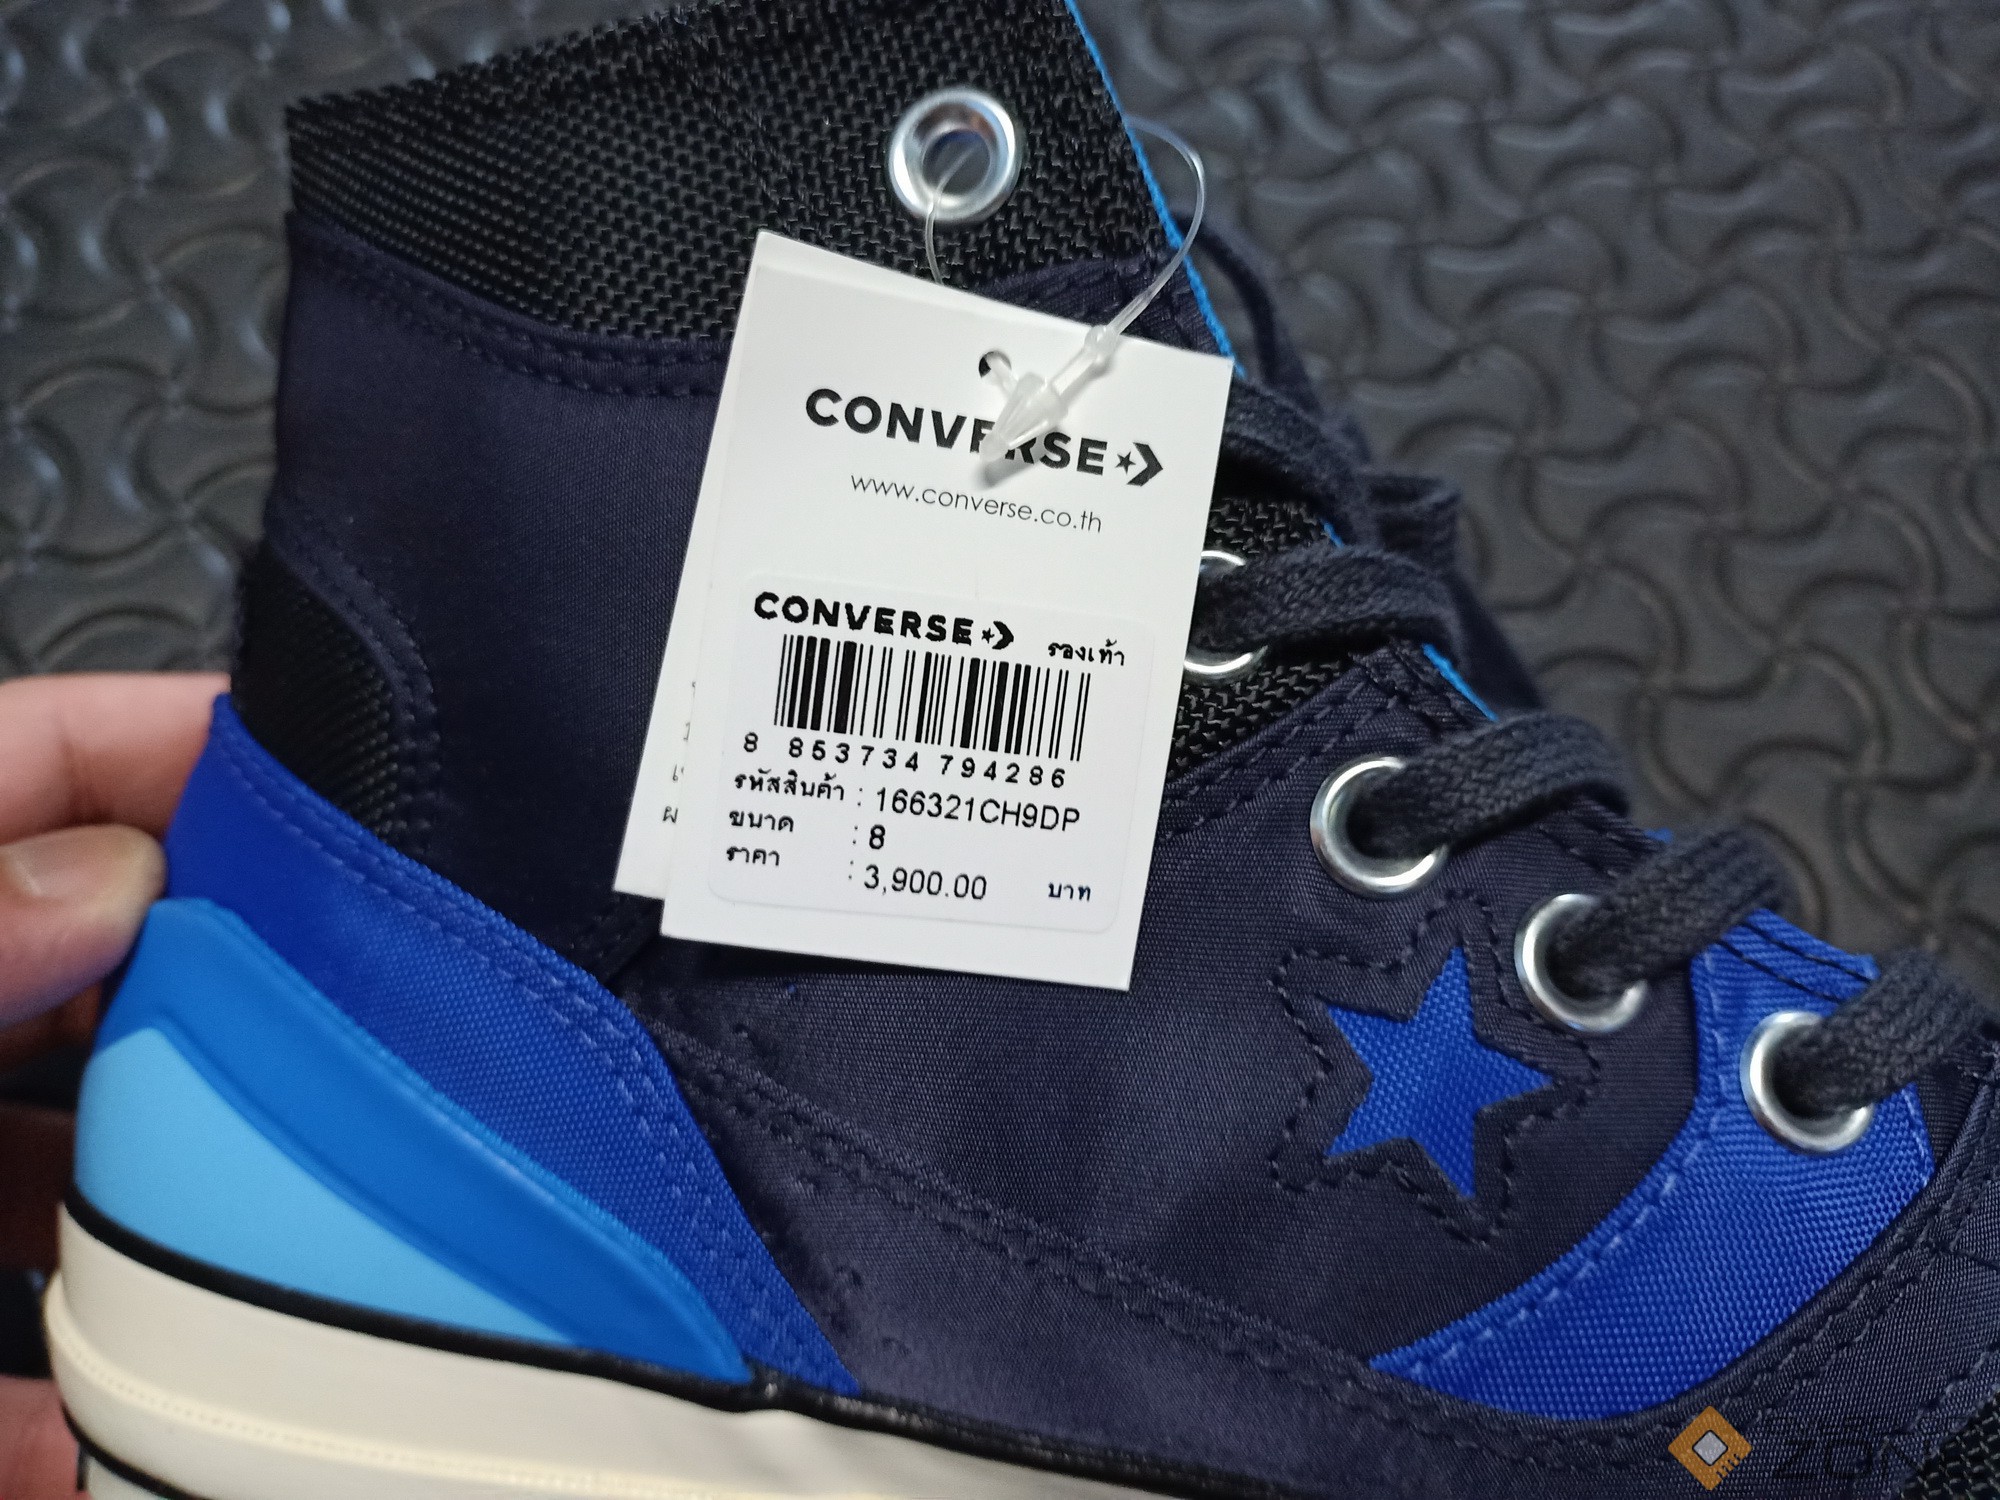 CONVERSE
www.converse.co.th
CONVERSE
รองเท้า
8 853734 794286
รหัสสินค้า : 166321CH9DP
ขนาด : 8
ราคา : 3,900.00 บาท